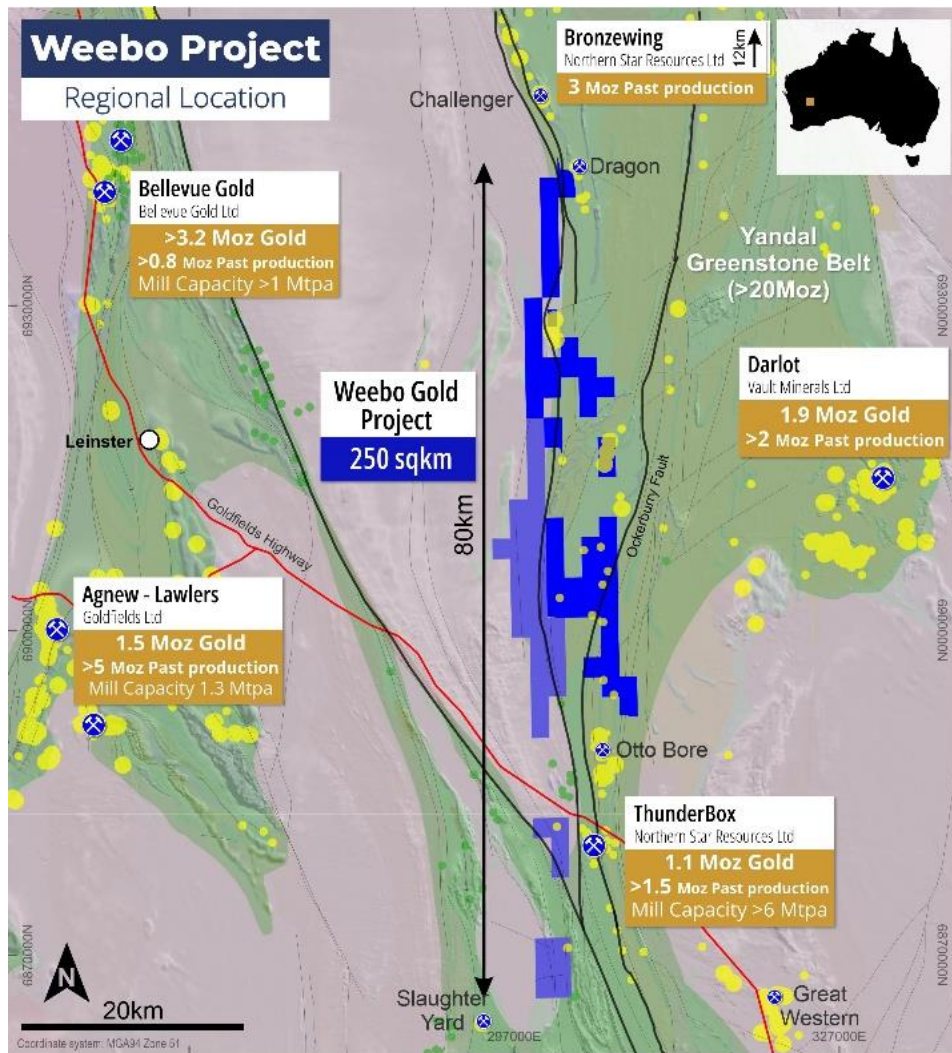 Weebo Project
Regional Location
Bronzewing
Northern Star Resources Ltd
3 Moz Past production
12km
Challenger
Dragon
Bellevue Gold
Bellevue Gold Ltd
>3.2 Moz Gold
>0.8 Moz Past production
Mill Capacity >1 Mtpa
Yandal
Greenstone Belt
(>20Moz)
6930000N
6930000N
Weebo Gold
Project
250 sqkm
Darlot
Vault Minerals Ltd
1.9 Moz Gold
>2 Moz Past production
Leinster
Goldfields Highway
80km
Ockerburry Fault
Agnew - Lawlers
Goldfields Ltd
1.5 Moz Gold
>5 Moz Past production
Mill Capacity 1.3 Mtpa
6900000N
6900000N
Otto Bore
ThunderBox
Northern Star Resources Ltd
1.1 Moz Gold
>1.5 Moz Past production
Mill Capacity >6 Mtpa
6870000N
6870000N
N
20km
Slaughter
Yard
Great
Western
297000E
327000E
Coordinate system: MGA94 Zone 51